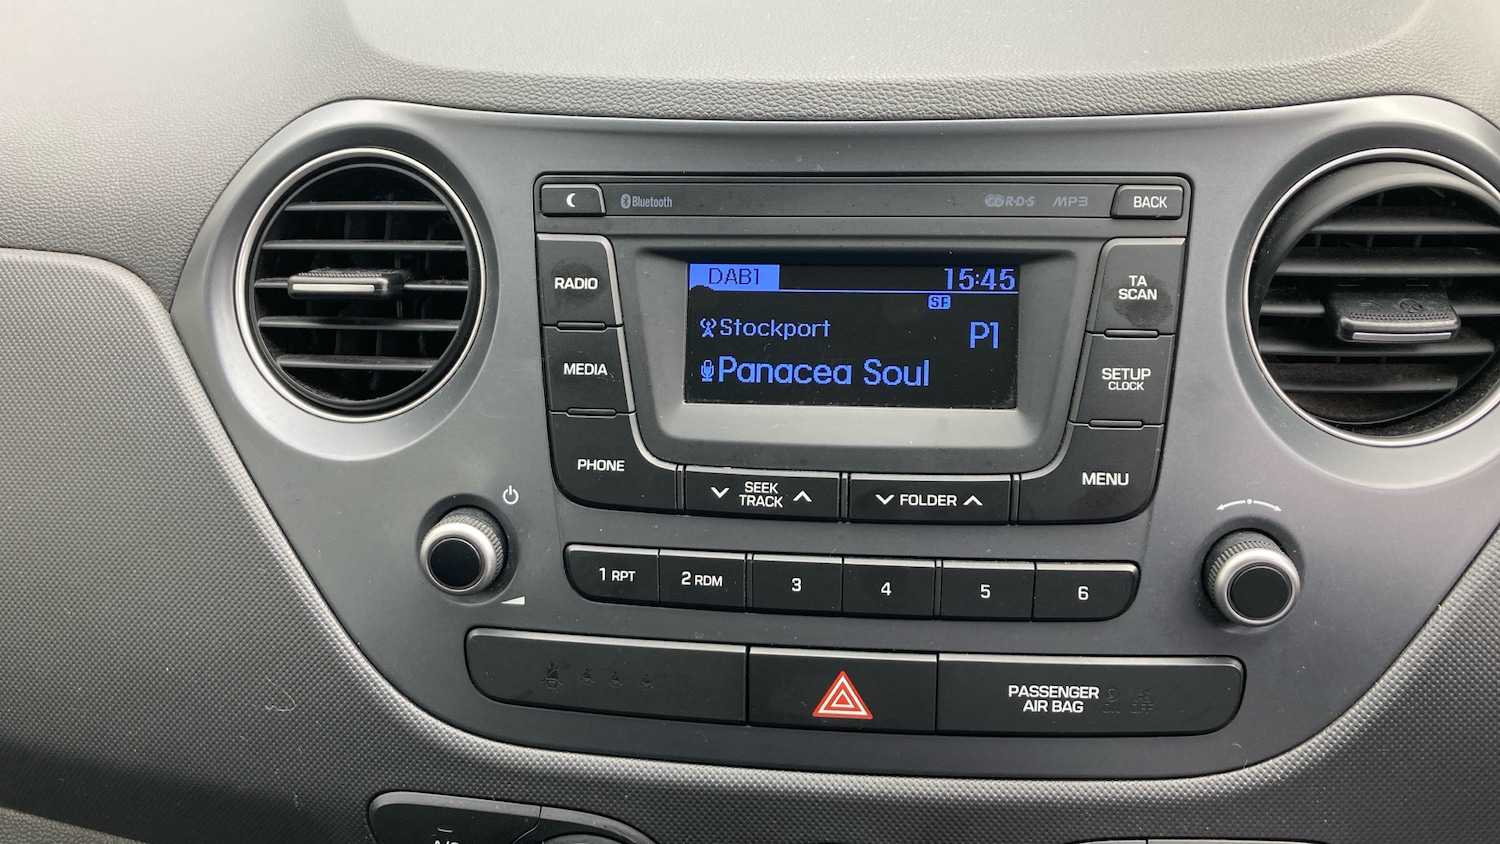 Bluetooth
R·D·S
MP3
BACK
RADIO
DAB1
15:45
TA
SCAN
SF
Stockport
P1
MEDIA
Panacea Soul
SETUP
CLOCK
PHONE
SEEK
TRACK
FOLDER
MENU
1 RPT
2 RDM
3
4
5
6
PASSENGER
AIR BAG
OFF